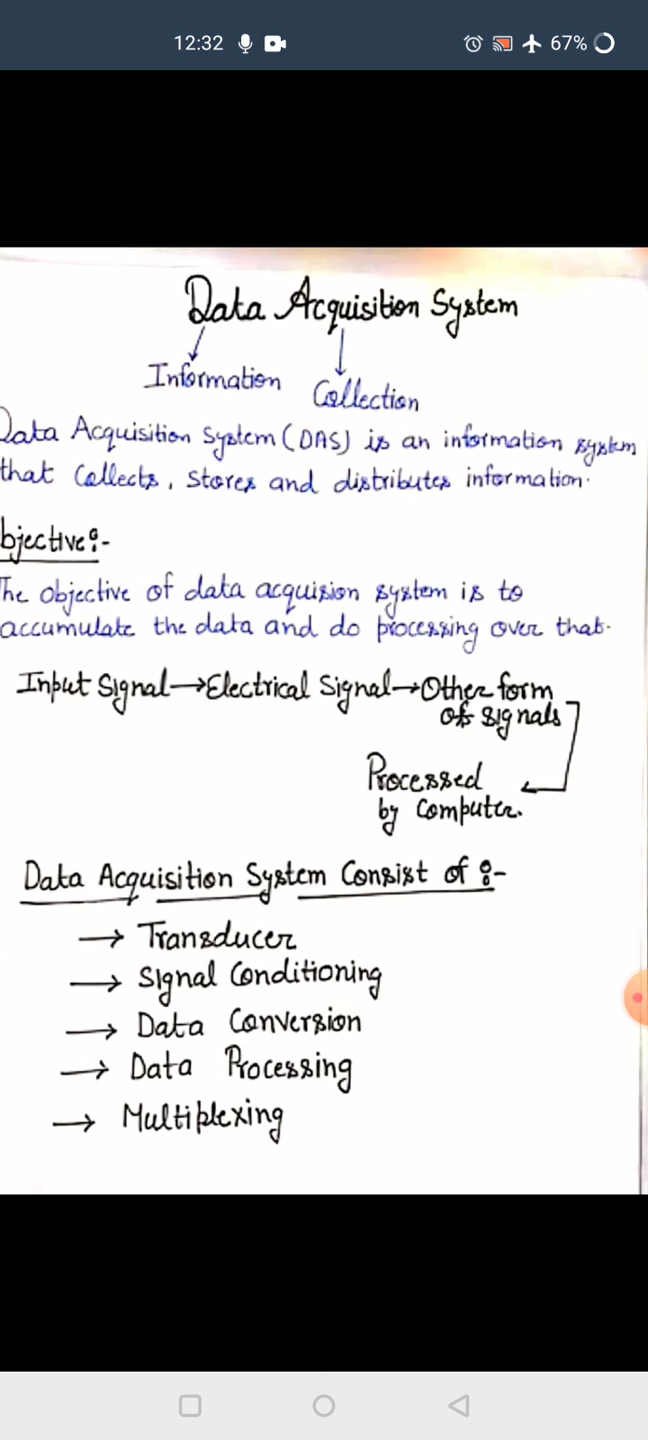 12:32
67%
Data Acquisition System
Information
Collection
Data Acquisition System (DAS) is an information system
that collects, stores and distributes information.
bjective:-
The objective of data acquision system is to
accumulate the data and do processing over that.
Input Signal→Electrical Signal→Other form
of signals
Processed
by Computer.
Data Acquisition System Consist of :-
→ Transducer
→ Signal Conditioning
→ Data Conversion
→ Data Processing
→ Multiplexing